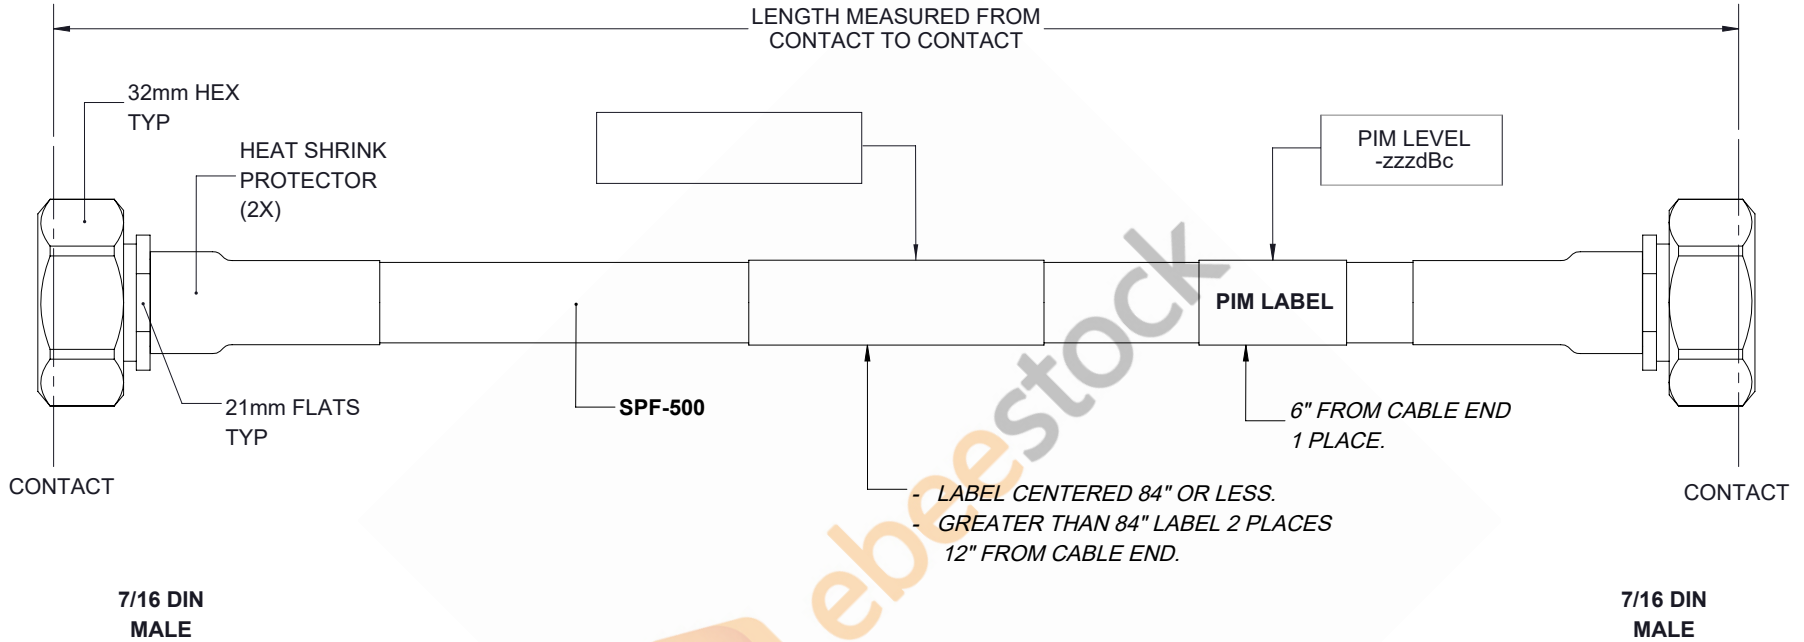 LENGTH MEASURED FROM
CONTACT TO CONTACT
32mm HEX
TYP
HEAT SHRINK
PROTECTOR
(2X)
PIM LEVEL
-zzzdBc
PIM LABEL
21mm FLATS
TYP
SPF-500
6" FROM CABLE END
1 PLACE.
CONTACT
CONTACT
- LABEL CENTERED 84" OR LESS.
- GREATER THAN 84" LABEL 2 PLACES
12" FROM CABLE END.
7/16 DIN
MALE
7/16 DIN
MALE
ebeestock